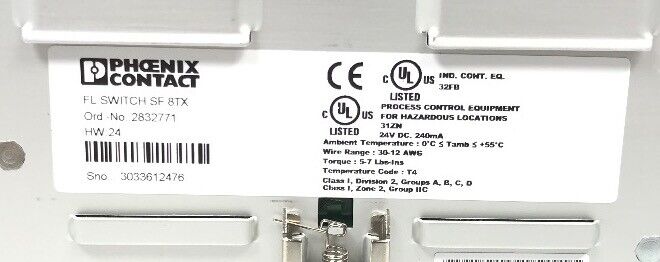 PHŒNIX
CONTACT
FL SWITCH SF 8TX
Ord -No. 2832771
HW 24
Sno. 3033612476
CE
C UL US
LISTED
IND. CONT. EQ.
32FB
C UL US
LISTED
PROCESS CONTROL EQUIPMENT
FOR HAZARDOUS LOCATIONS
31ZN
24V DC. 240mA
Ambient Temperature : 0°C ≤ Tamb ≤ +55°C
Wire Range : 30-12 AWG
Torque : 5-7 Lbs-Ins
Temperature Code : T4
Class I, Division 2, Groups A, B, C, D
Class I, Zone 2, Group IIC